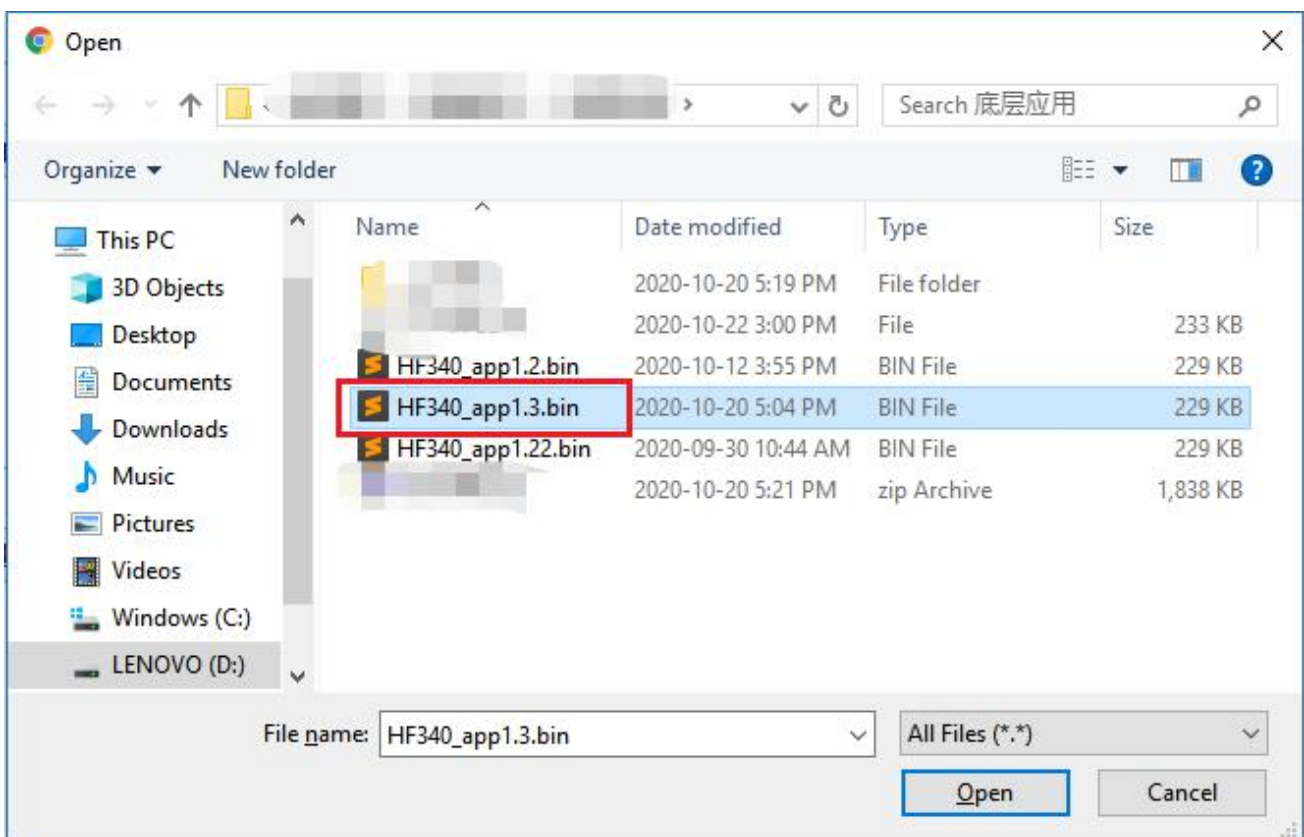 Open
Search 底层应用
Organize New folder
This PC
3D Objects
Desktop
Documents
Downloads
Music
Pictures
Videos
Windows (C:)
LENOVO (D:)
Name Date modified Type Size
2020-10-20 5:19 PM File folder
2020-10-22 3:00 PM File 233 KB
HF340_app1.2.bin 2020-10-12 3:55 PM BIN File 229 KB
HF340_app1.3.bin 2020-10-20 5:04 PM BIN File 229 KB
HF340_app1.22.bin 2020-09-30 10:44 AM BIN File 229 KB
2020-10-20 5:21 PM zip Archive 1,838 KB
File name: HF340_app1.3.bin All Files (*.*)
Open Cancel